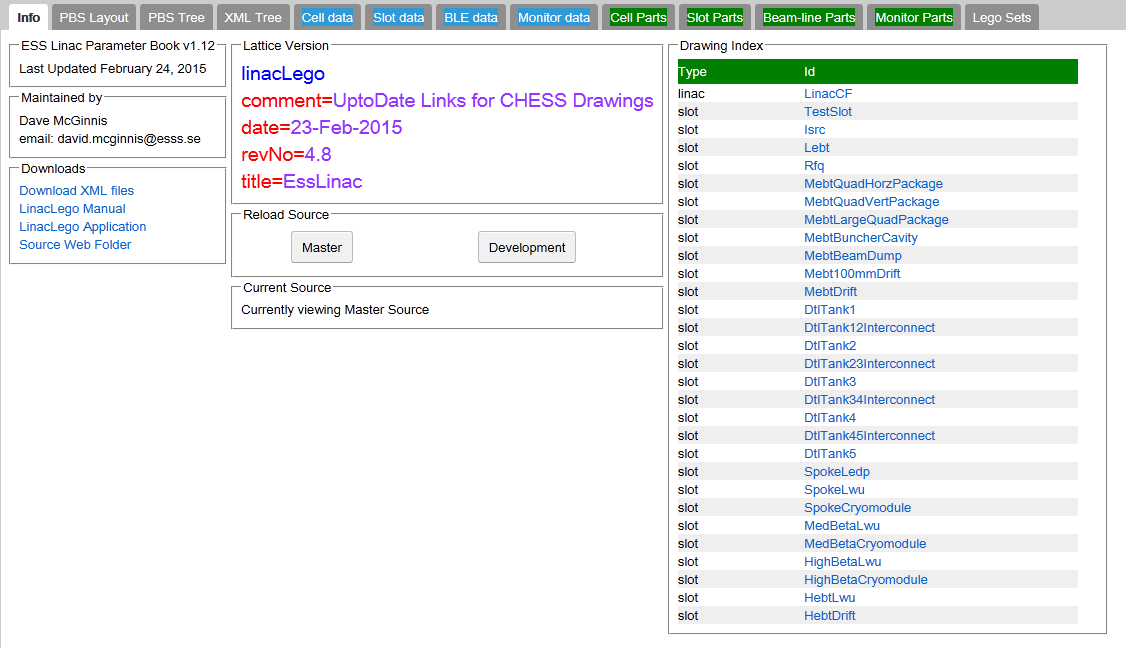 Info PBS Layout PBS Tree XML Tree Cell data Slot data BLE data Monitor data Cell Parts Slot Parts Beam-line Parts Monitor Parts Lego Sets
ESS Linac Parameter Book v1.12
Last Updated February 24, 2015
Maintained by
Dave McGinnis
email: david.mcginnis@esss.se
Downloads
Download XML files
LinacLego Manual
LinacLego Application
Source Web Folder
Lattice Version
linacLego
comment=UptoDate Links for CHESS Drawings
date=23-Feb-2015
revNo=4.8
title=EssLinac
Reload Source
Master Development
Current Source
Currently viewing Master Source
Drawing Index
Type Id
linac LinacCF
slot TestSlot
slot Isrc
slot Lebt
slot Rfq
slot MebtQuadHorzPackage
slot MebtQuadVertPackage
slot MebtLargeQuadPackage
slot MebtBuncherCavity
slot MebtBeamDump
slot Mebt100mmDrift
slot MebtDrift
slot DtlTank1
slot DtlTank12Interconnect
slot DtlTank2
slot DtlTank23Interconnect
slot DtlTank3
slot DtlTank34Interconnect
slot DtlTank4
slot DtlTank45Interconnect
slot DtlTank5
slot SpokeLedp
slot SpokeLwu
slot SpokeCryomodule
slot MedBetaLwu
slot MedBetaCryomodule
slot HighBetaLwu
slot HighBetaCryomodule
slot HebtLwu
slot HebtDrift